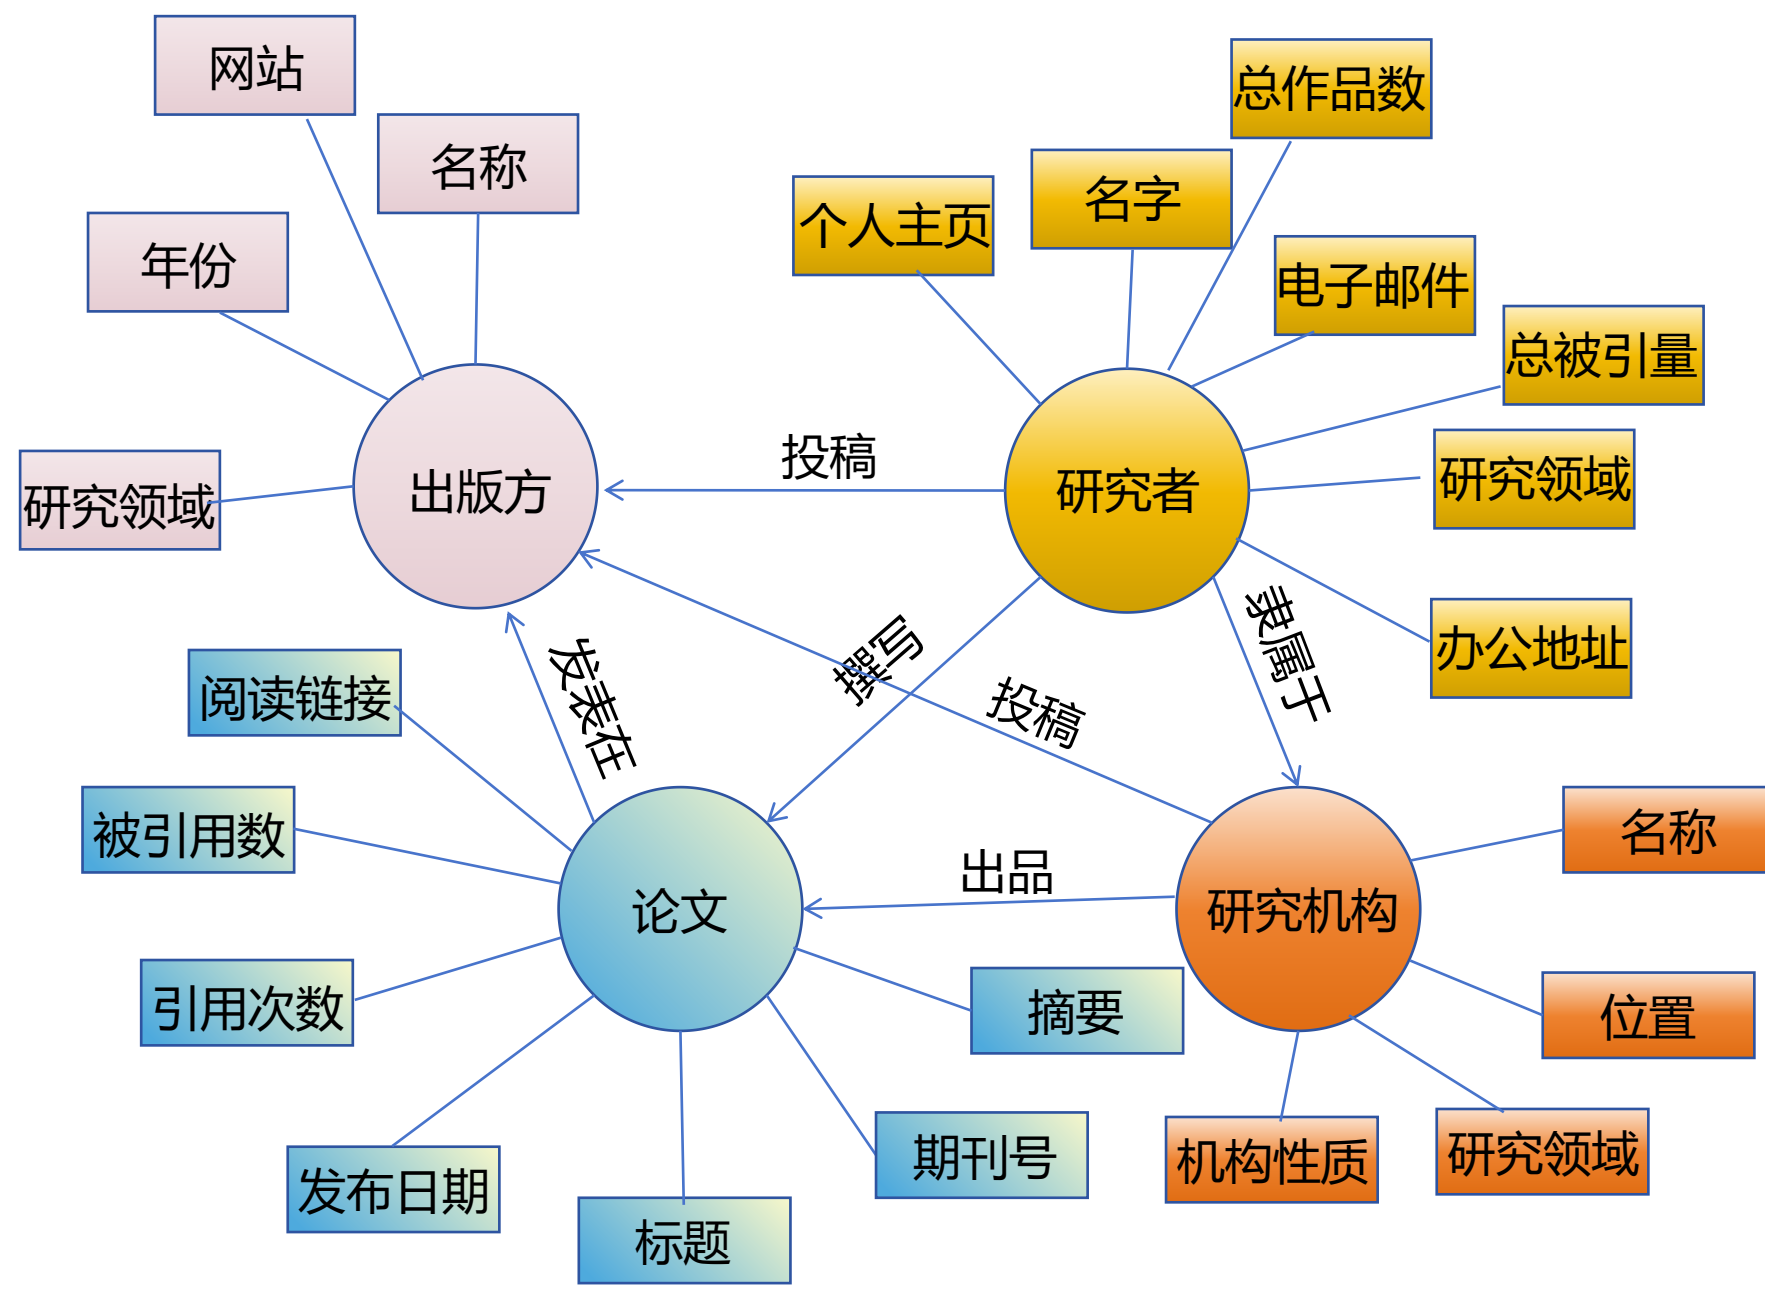 网站
总作品数
名称
名字
个人主页
年份
电子邮件
总被引量
投稿
研究领域
研究领域
出版方
研究者
隶属于
撰写
办公地址
发表在
阅读链接
投稿
被引用数
名称
出品
论文
研究机构
引用次数
摘要
位置
期刊号
机构性质
研究领域
发布日期
标题